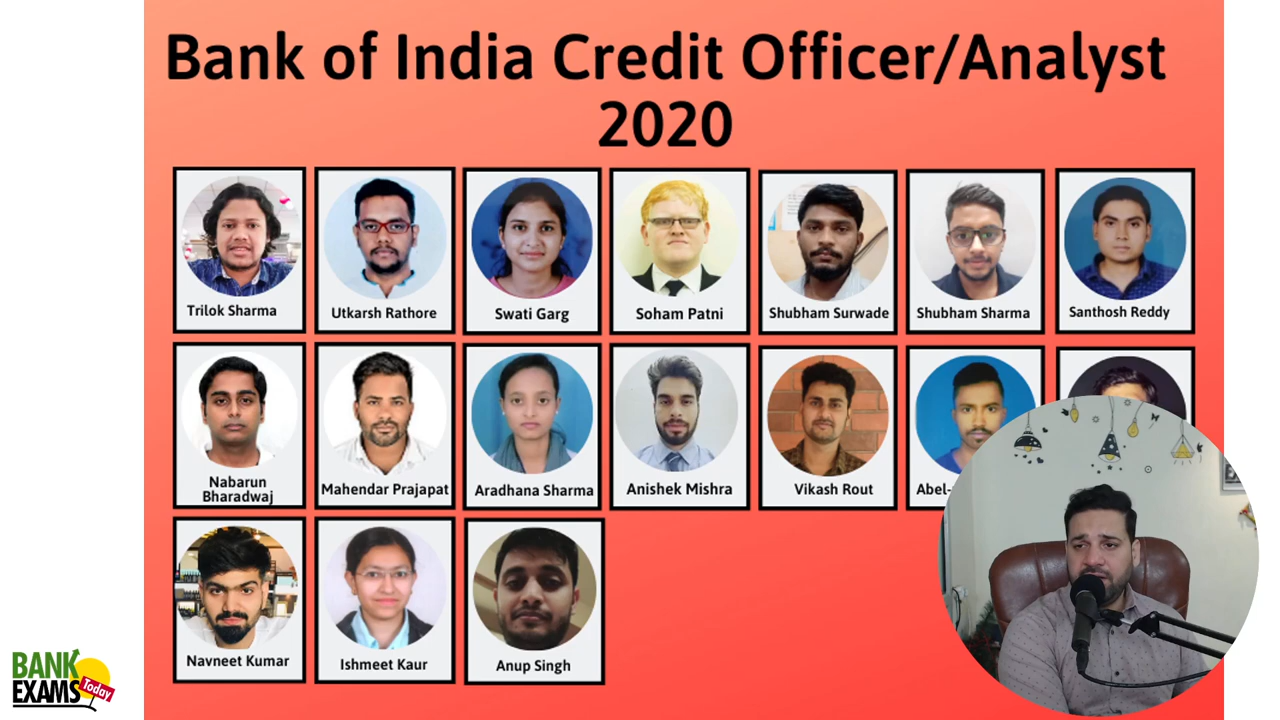 Bank of India Credit Officer/Analyst
2020
Trilok Sharma
Utkarsh Rathore
Swati Garg
Soham Patni
Shubham Surwade
Shubham Sharma
Santhosh Reddy
Nabarun
Bharadwaj
Mahendar Prajapat
Aradhana Sharma
Anishek Mishra
Vikash Rout
Abel-
Navneet Kumar
Ishmeet Kaur
Anup Singh
BANK
EXAMS
Today